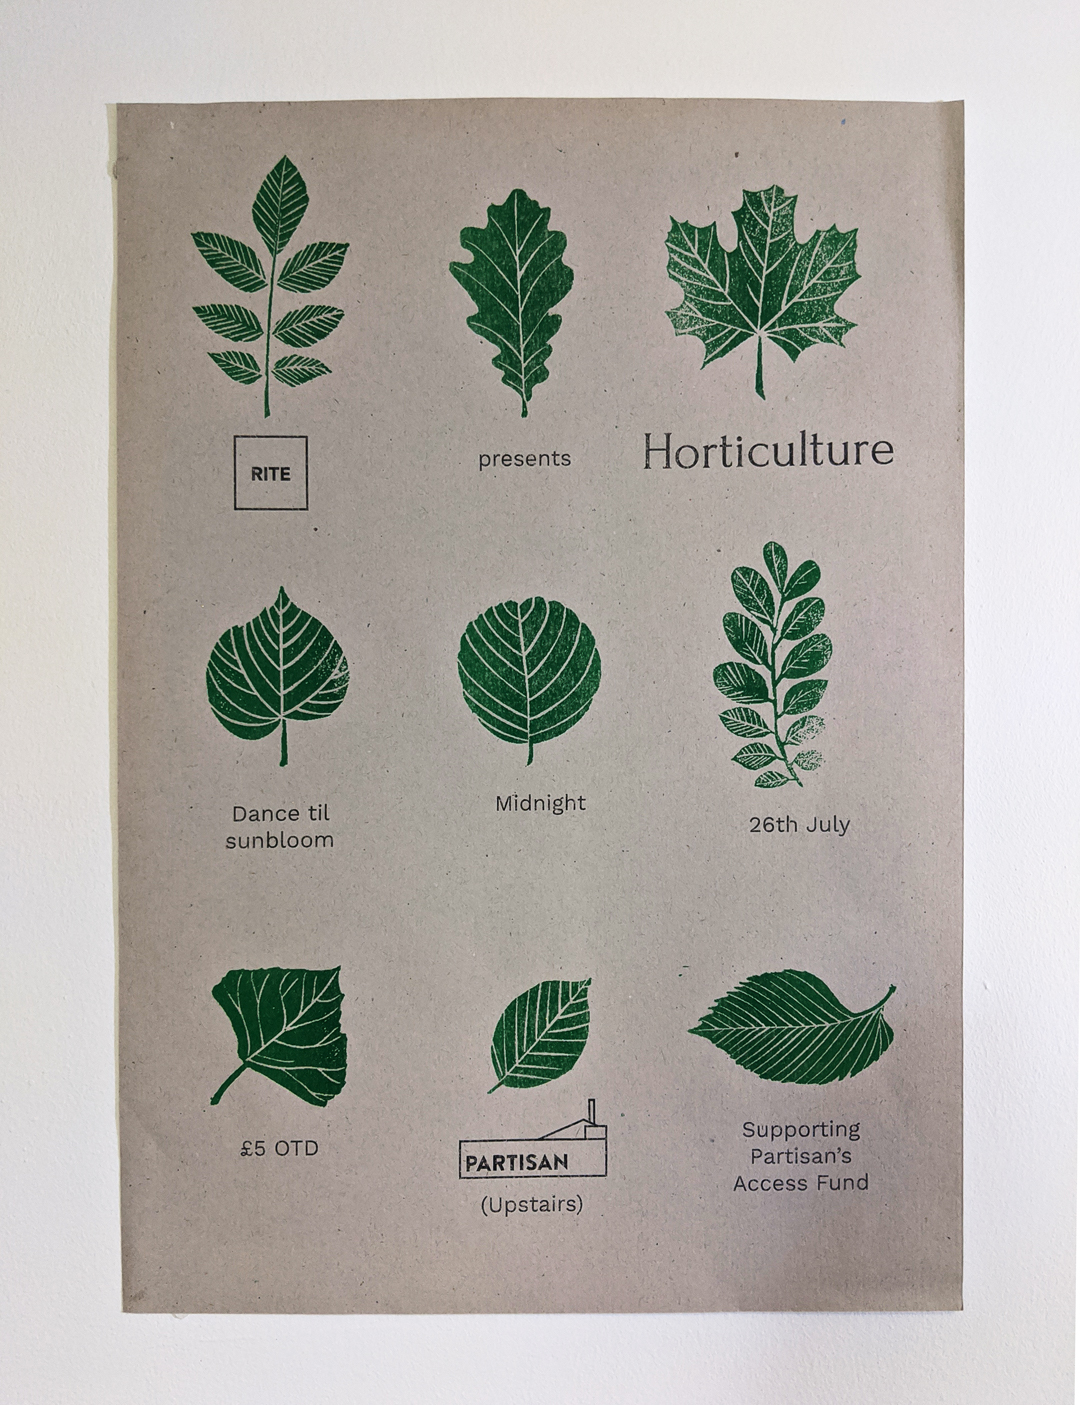 RITE
presents
Horticulture
Dance til
sunbloom
Midnight
26th July
£5 OTD
PARTISAN
(Upstairs)
Supporting
Partisan’s
Access Fund